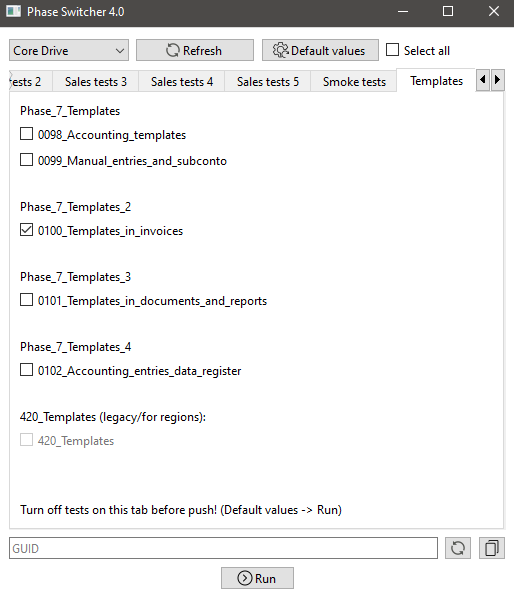 Phase Switcher 4.0
Core Drive Refresh Default values Select all
ests 2 Sales tests 3 Sales tests 4 Sales tests 5 Smoke tests Templates
Phase_7_Templates
0098_Accounting_templates
0099_Manual_entries_and_subconto
Phase_7_Templates_2
0100_Templates_in_invoices
Phase_7_Templates_3
0101_Templates_in_documents_and_reports
Phase_7_Templates_4
0102_Accounting_entries_data_register
420_Templates (legacy/for regions):
420_Templates
Turn off tests on this tab before push! (Default values -> Run)
GUID
Run